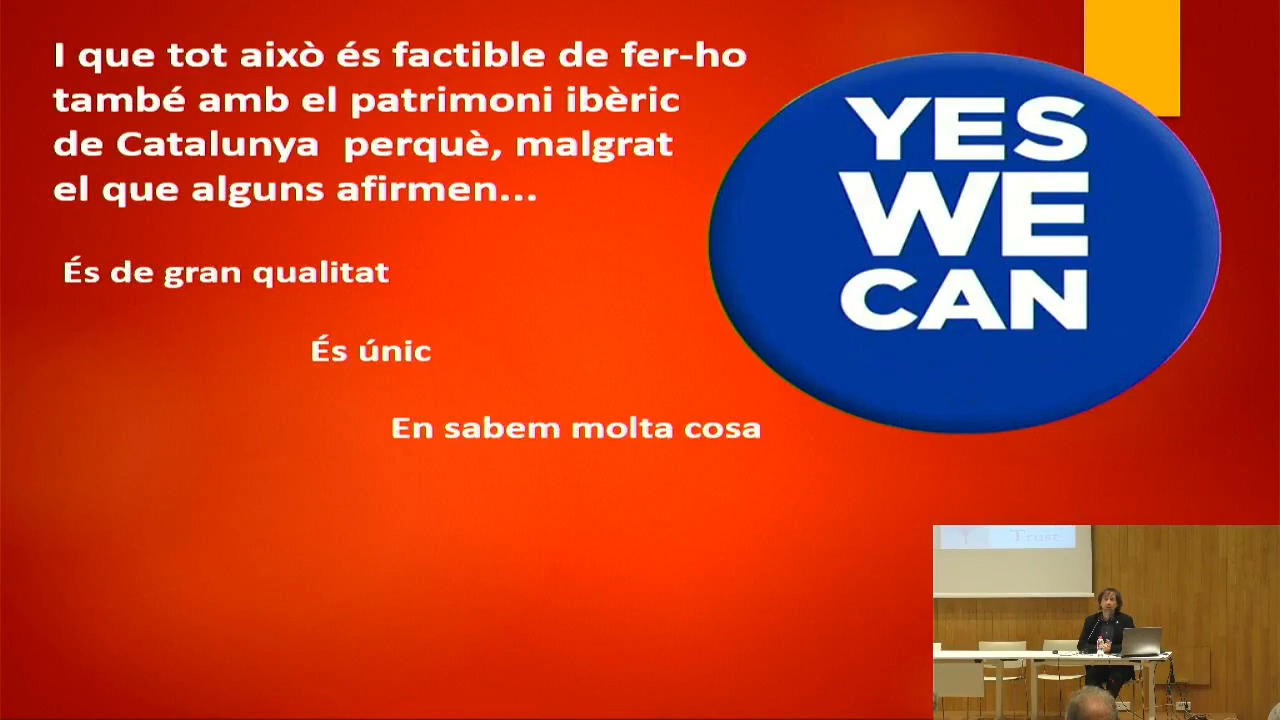 I que tot això és factible de fer-ho
també amb el patrimoni ibèric
de Catalunya perquè, malgrat
el que alguns afirmen...
YES
WE
CAN
És de gran qualitat
És únic
En sabem molta cosa
Trust